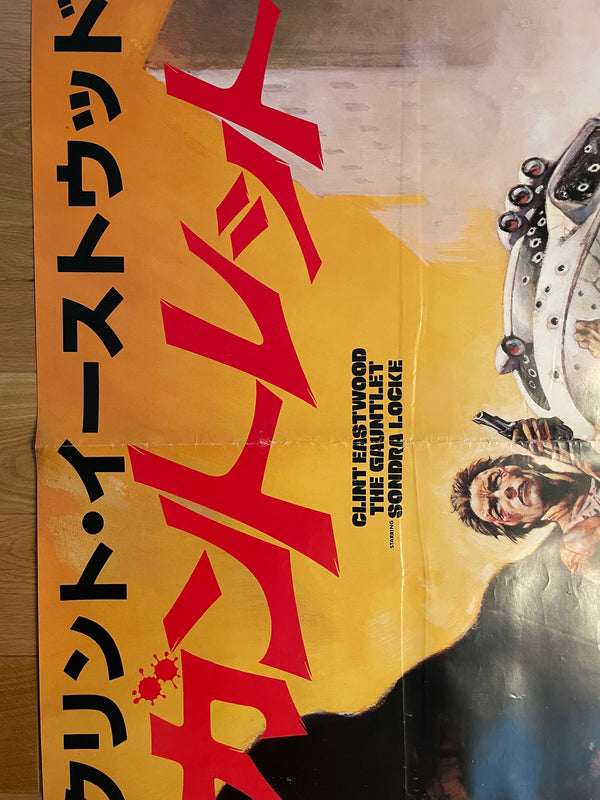 クリント・イーストウッド
ガントレット
CLINT EASTWOOD
THE GAUNTLET
STARRING SONDRA LOCKE